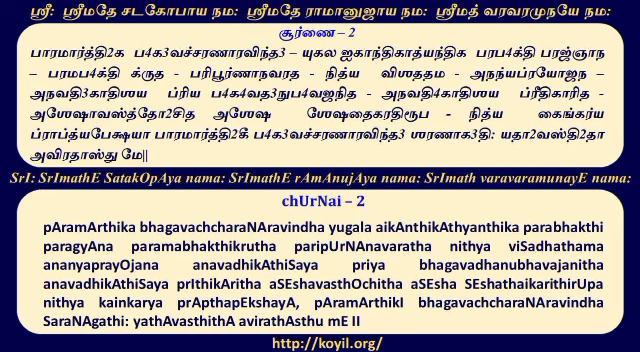 ஸ்ரீ: ஸ்ரீமதே சடகோபாய நம: ஸ்ரீமதே ராமானுஜாய நம: ஸ்ரீமத் வரவரமுநயே நம:
சூர்ணை – 2
பாரமார்த்தி2க ப4க3வச்சரணாரவிந்த3 – யுகல ஐகாந்திகாத்யந்திக பரப4க்தி பரஜ்ஞாந
– பரமப4க்தி க்ருத - பரிபூர்ணாநவரத - நித்ய விஶததம - அநந்யப்ரயோஜந –
அநவதி3காதிஶய ப்ரிய ப4க3வத3நுப4வஜநித - அநவதி4காதிஶய ப்ரீதிகாரித -
அஶேஷாவஸ்த்தோ2சித அஶேஷ ஶேஷதைகரதிரூப - நித்ய கைங்கர்ய
ப்ராப்த்யபேக்ஷயா பாரமார்த்தி2கீ ப4க3வச்சரணாரவிந்த3 ஶரணாக3தி: யதா2வஸ்தி2தா
அவிரதாஸ்து மே||
SrI: SrImathE SatakOpAya nama: SrImathE rAmAnujAya nama: SrImath varavaramunayE nama:
chUrNai – 2
pAramArthika bhagavachcharaNAravindha yugala aikAnthikAthyanthika parabhakthi
paragyAna paramabhakthikrutha paripUrNAnavaratha nithya viSadhathama
ananyaprayOjana anavadhikAthiSaya priya bhagavadhanubhavajanitha
anavadhikAthiSaya prIthikAritha aSEshavasthOchitha aSEsha SEshathaikarithirUpa
nithya kainkarya prApthapEkshayA, pAramArthikI bhagavachcharaNAravindha
SaraNAgathi: yathAvasthithA avirathAsthu mE II
http://koyil.org/